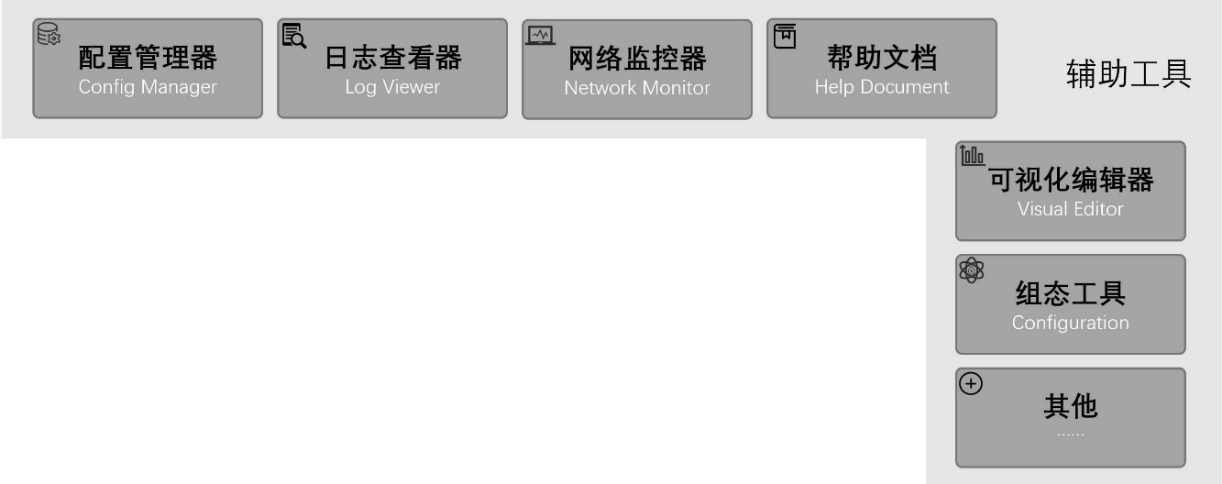 配置管理器
Config Manager
日志查看器
Log Viewer
网络监控器
Network Monitor
帮助文档
Help Document
辅助工具
可视化编辑器
Visual Editor
组态工具
Configuration
其他
……